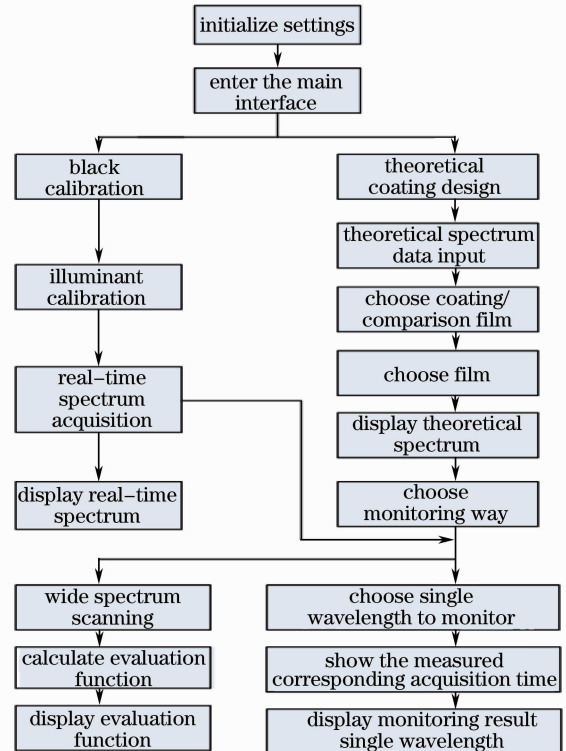 initialize settings
enter the main
interface
black
calibration
illuminant
calibration
real-time
spectrum
acquisition
display real-time
spectrum
theoretical
coating design
theoretical spectrum
data input
choose coating/
comparison film
choose film
display theoretical
spectrum
choose
monitoring way
wide spectrum
scanning
calculate evaluation
function
display evaluation
function
choose single
wavelength to monitor
show the measured
corresponding acquisition time
display monitoring result
single wavelength